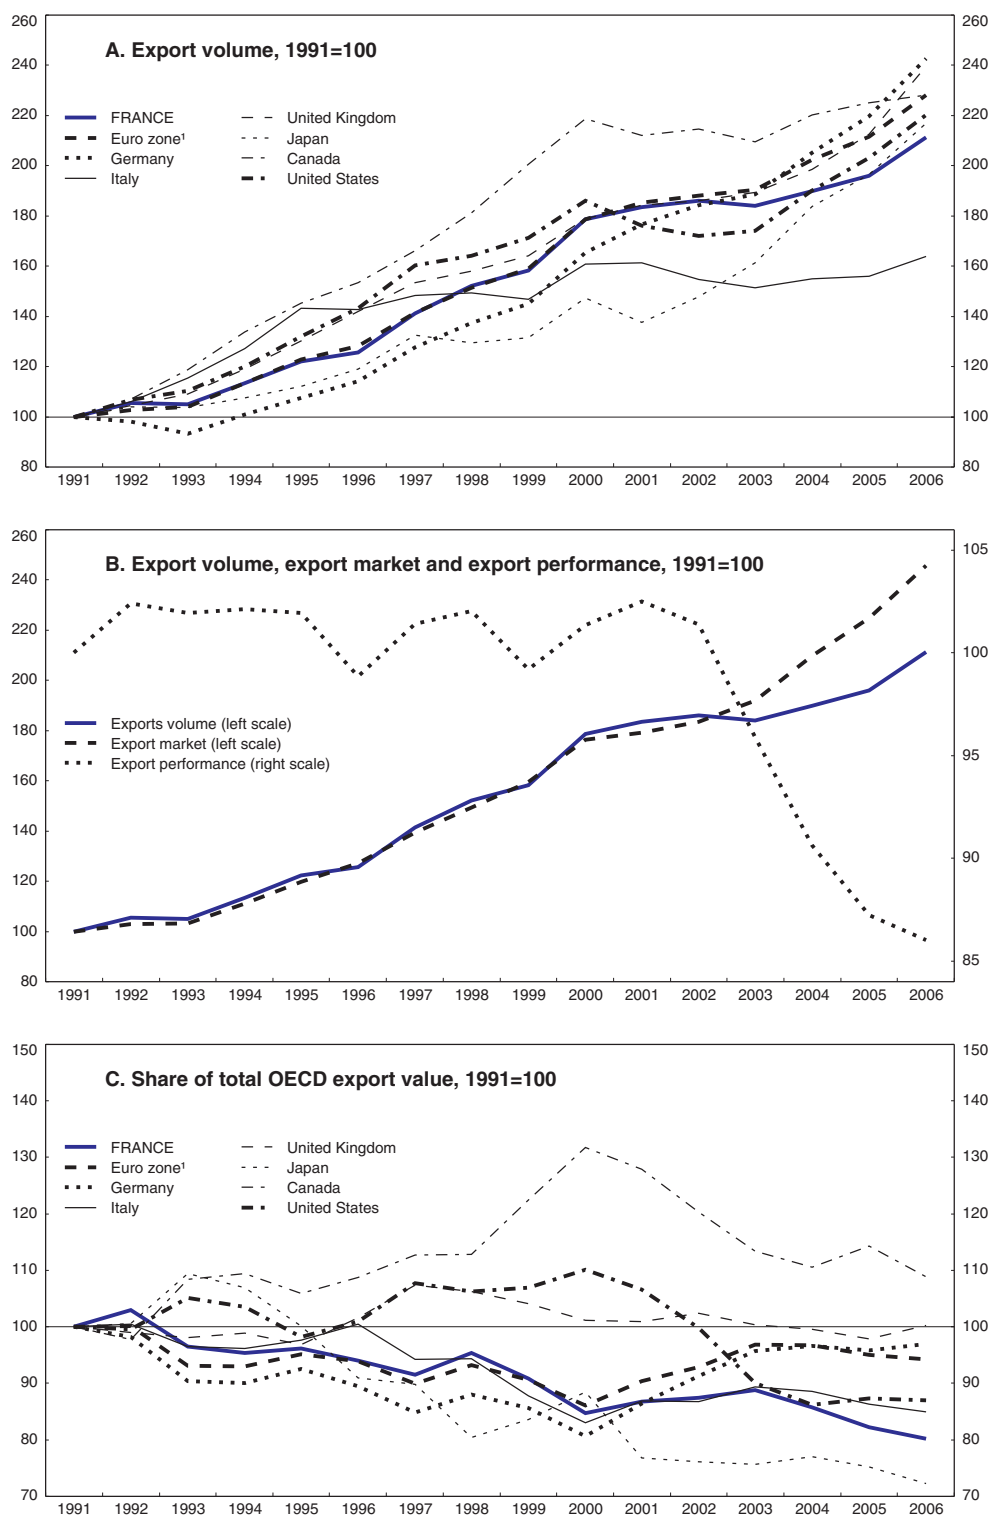 A. Export volume, 1991=100
260 260
240 240
220 220
200 200
180 180
160 160
140 140
120 120
100 100
80 80
FRANCE United Kingdom
Euro zone¹ Japan
Germany Canada
Italy United States
1991 1992 1993 1994 1995 1996 1997 1998 1999 2000 2001 2002 2003 2004 2005 2006
B. Export volume, export market and export performance, 1991=100
260
240
220
200
180
160
140
120
100
80
105
100
95
90
85
Exports volume (left scale)
Export market (left scale)
Export performance (right scale)
1991 1992 1993 1994 1995 1996 1997 1998 1999 2000 2001 2002 2003 2004 2005 2006
C. Share of total OECD export value, 1991=100
150 150
140 140
130 130
120 120
110 110
100 100
90 90
80 80
70 70
FRANCE United Kingdom
Euro zone¹ Japan
Germany Canada
Italy United States
1991 1992 1993 1994 1995 1996 1997 1998 1999 2000 2001 2002 2003 2004 2005 2006